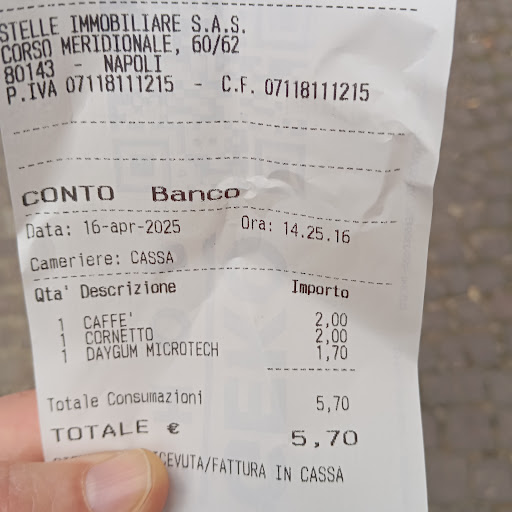 STELLE IMMOBILIARE S.A.S.
CORSO MERIDIONALE, 60/62
80143 - NAPOLI
P.IVA 07118111215 - C.F. 07118111215
CONTO Banco
Data: 16-apr-2025 Ora: 14.25.16
Cameriere: CASSA
Qta' Descrizione Importo
1 CAFFE' 2,00
1 CORNETTO 2,00
1 DAYGUM MICROTECH 1,70
Totale Consumazioni 5,70
TOTALE € 5,70
CEVUTA/FATTURA IN CASSA